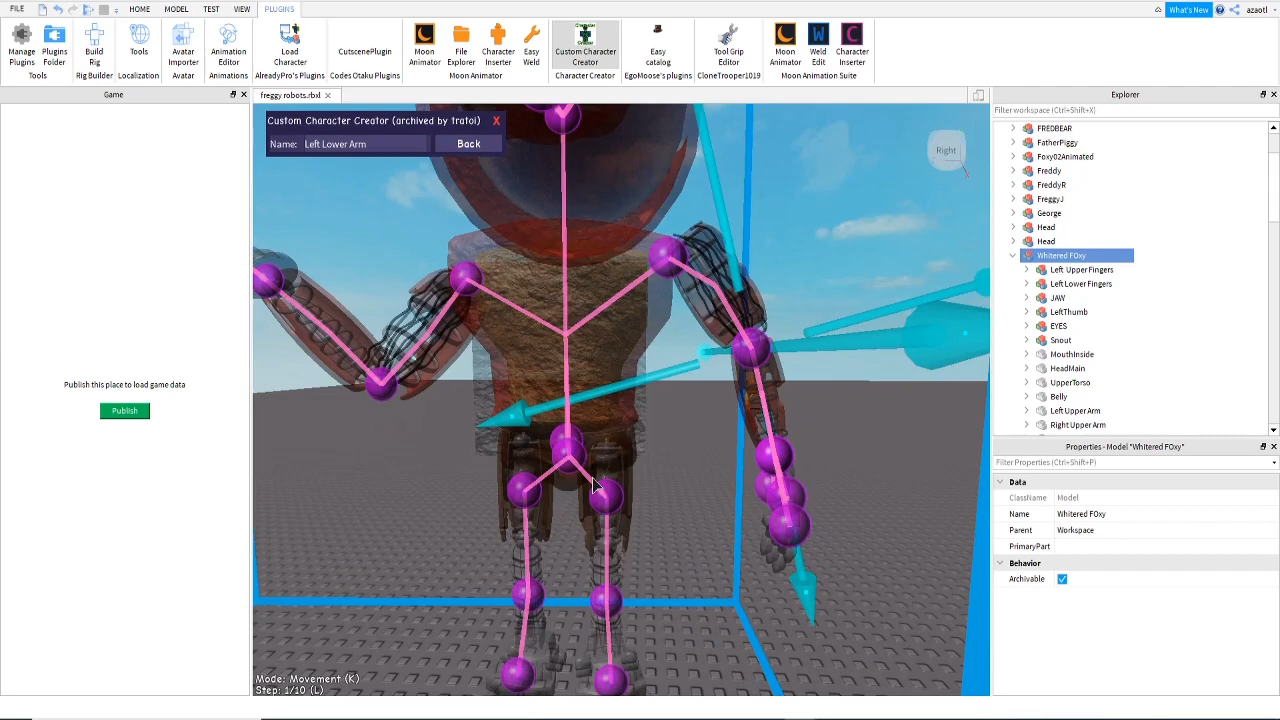 FILE HOME MODEL TEST VIEW PLUGINS What's New azaotl
Manage Plugins
Plugins Folder
Build Rig
Tools
Avatar Importer
Animation Editor
Load Character
CutscenePlugin
Moon Animator
File Explorer
Character Inserter
Easy Weld
Custom Character Creator
Easy catalog
Tool Grip Editor
Moon Animator
Weld Edit
Character Inserter
Tools Rig Builder Localization Avatar Animations AlreadyPro's Plugins Codes Otaku Plugins Moon Animator Character Creator EgoMoose's plugins CloneTrooper1019 Moon Animation Suite
Game
Publish this place to load game data
Publish
freggy robots.rbxl ×
Custom Character Creator (archived by tratoi) X
Name: Left Lower Arm Back
Right
Mode: Movement (K)
Step: 1/10 (L)
Explorer
Filter workspace (Ctrl+Shift+X)
FREDBEAR
FatherPiggy
Foxy02Animated
Freddy
FreddyR
FreggyJ
George
Head
Head
Whitered FOxy
Left Upper Fingers
Left Lower Fingers
JAW
LeftThumb
EYES
Snout
MouthInside
HeadMain
UpperTorso
Belly
Left Upper Arm
Right Upper Arm
Properties - Model "Whitered FOxy"
Filter Properties (Ctrl+Shift+P)
Data
ClassName Model
Name Whitered FOxy
Parent Workspace
PrimaryPart
Behavior
Archivable